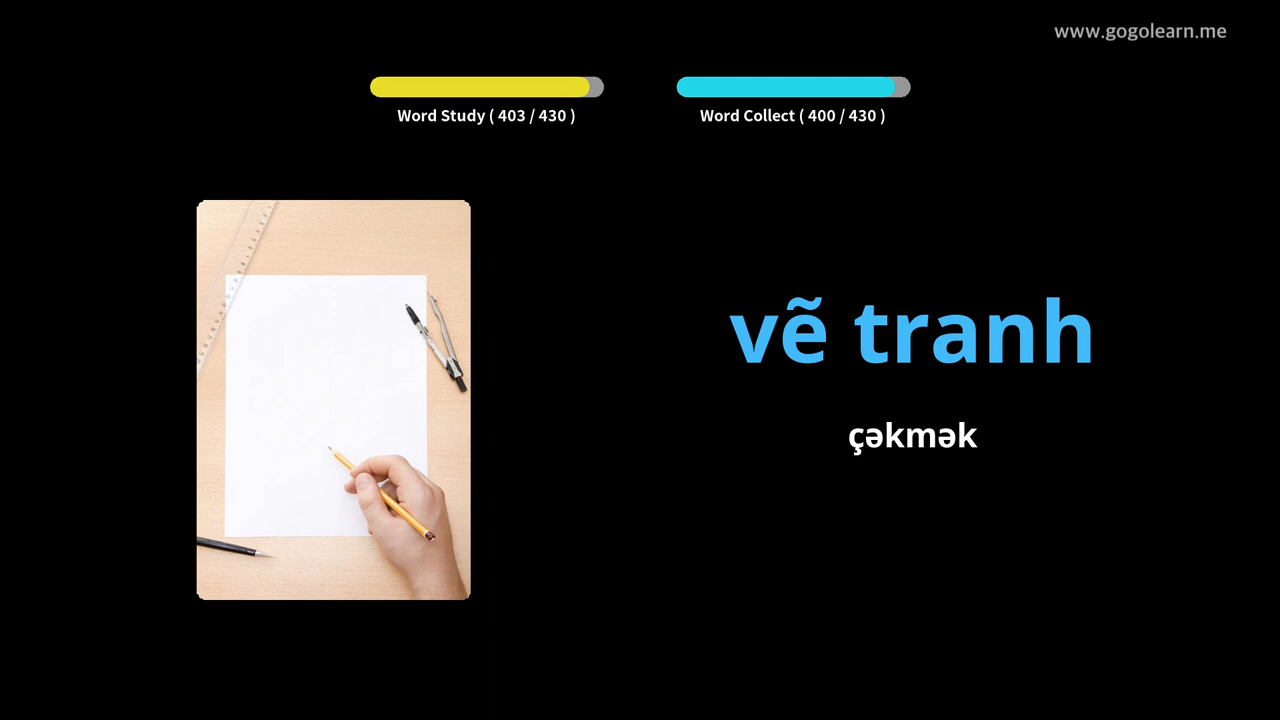 www.gogolearn.me
Word Study ( 403 / 430 )
Word Collect ( 400 / 430 )
vẽ tranh
çəkmək